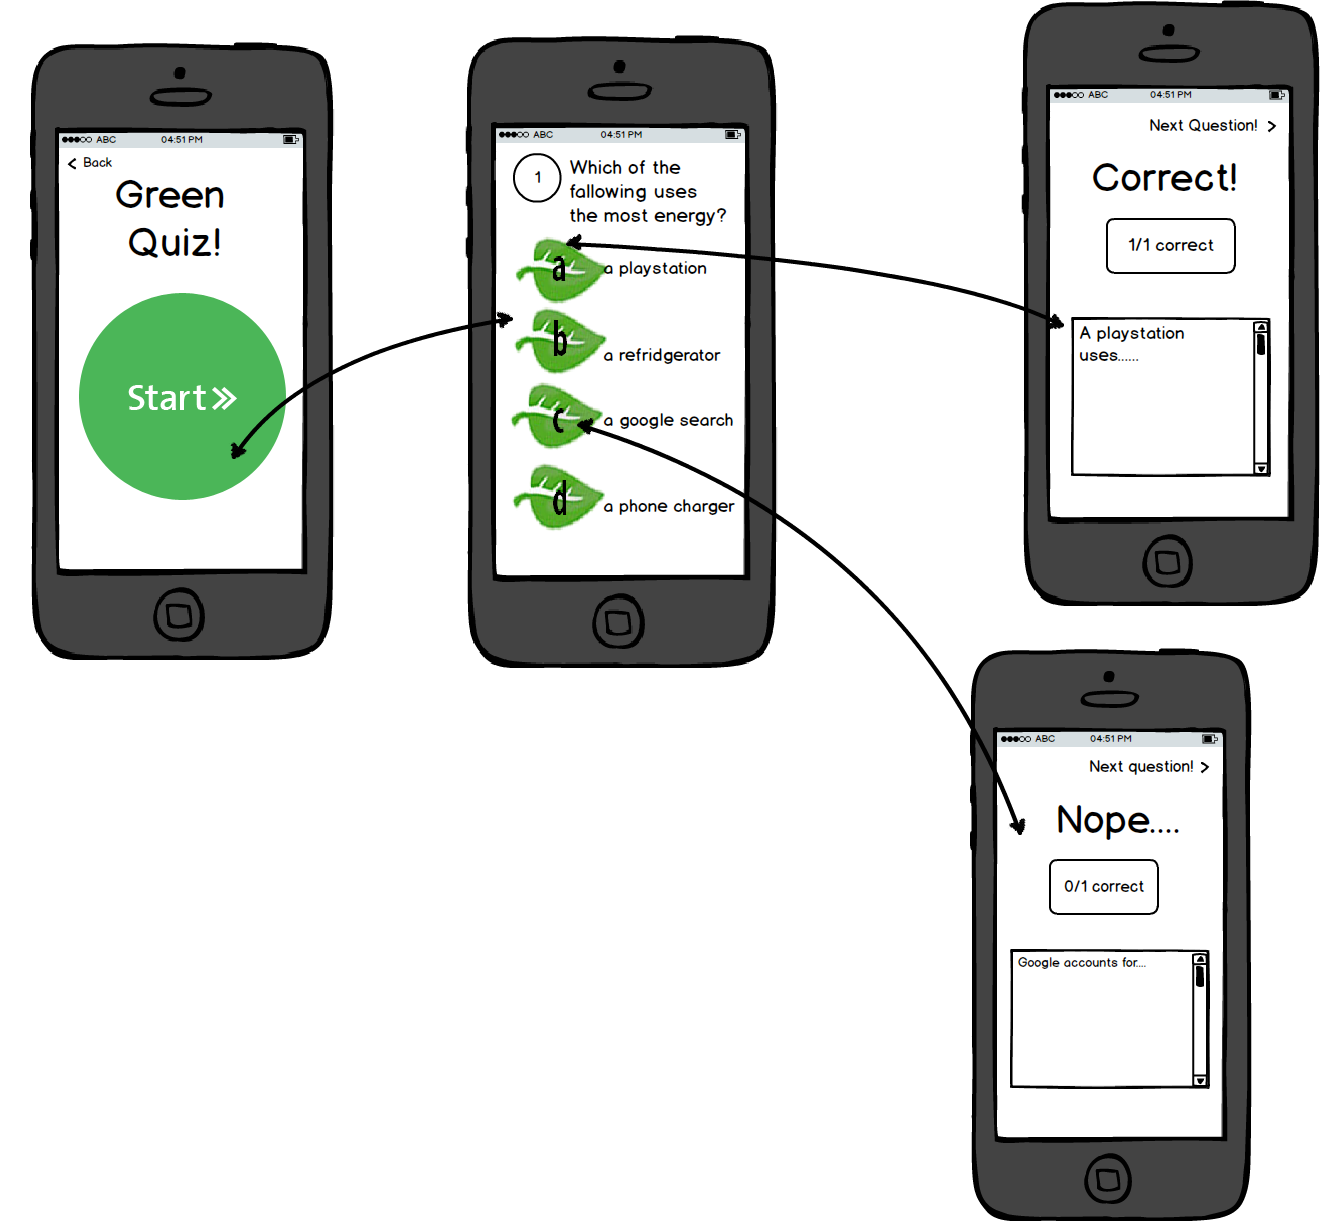 ABC 04:51 PM
Back
Green
Quiz!
Start
ABC 04:51 PM
1
Which of the
fallowing uses
the most energy?
a
a playstation
b
a refridgerator
c
a google search
d
a phone charger
ABC 04:51 PM
Next Question!
Correct!
1/1 correct
A playstation
uses......
ABC 04:51 PM
Next question!
Nope....
0/1 correct
Google accounts for....